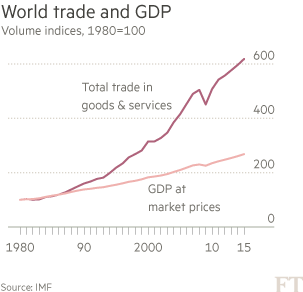 World trade and GDP
Volume indices, 1980=100
600
Total trade in
goods & services
400
200
GDP at
market prices
0
1980 90 2000 10 15
Source: IMF
FT